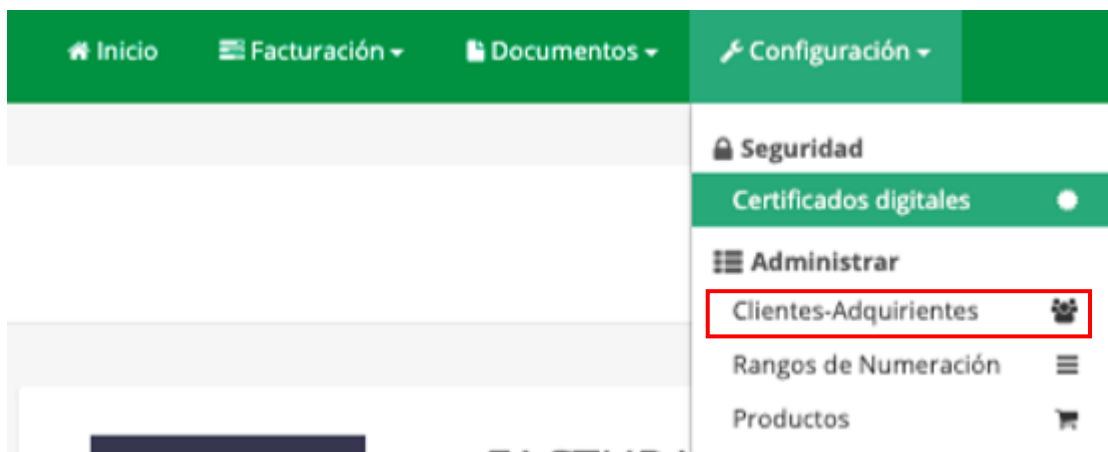 Inicio Facturación Documentos Configuración
Seguridad
Certificados digitales
Administrar
Clientes-Adquirientes
Rangos de Numeración
Productos